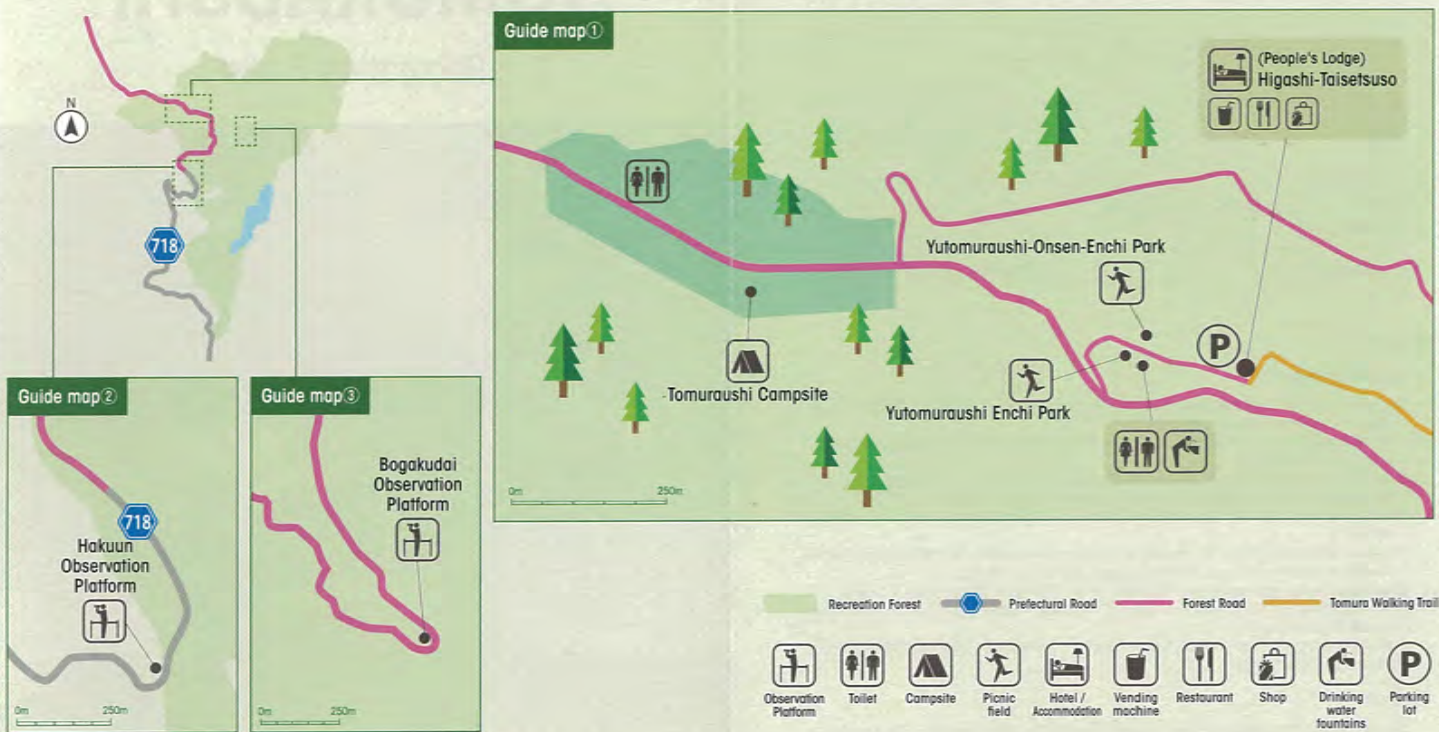 N
718
Guide map①
(People's Lodge)
Higashi-Taisetsuso
Yutomuraushi-Onsen-Enchi Park
P
Tomuraushi Campsite
Yutomuraushi Enchi Park
0m 250m
Guide map②
718
Hakuun
Observation
Platform
0m 250m
Guide map③
Bogakudai
Observation
Platform
0m 250m
Recreation Forest Prefectural Road Forest Road Tomura Walking Trail
P
Observation
Platform
Toilet
Campsite
Picnic
field
Hotel /
Accommodation
Vending
machine
Restaurant
Shop
Drinking
water
fountains
Parking
lot